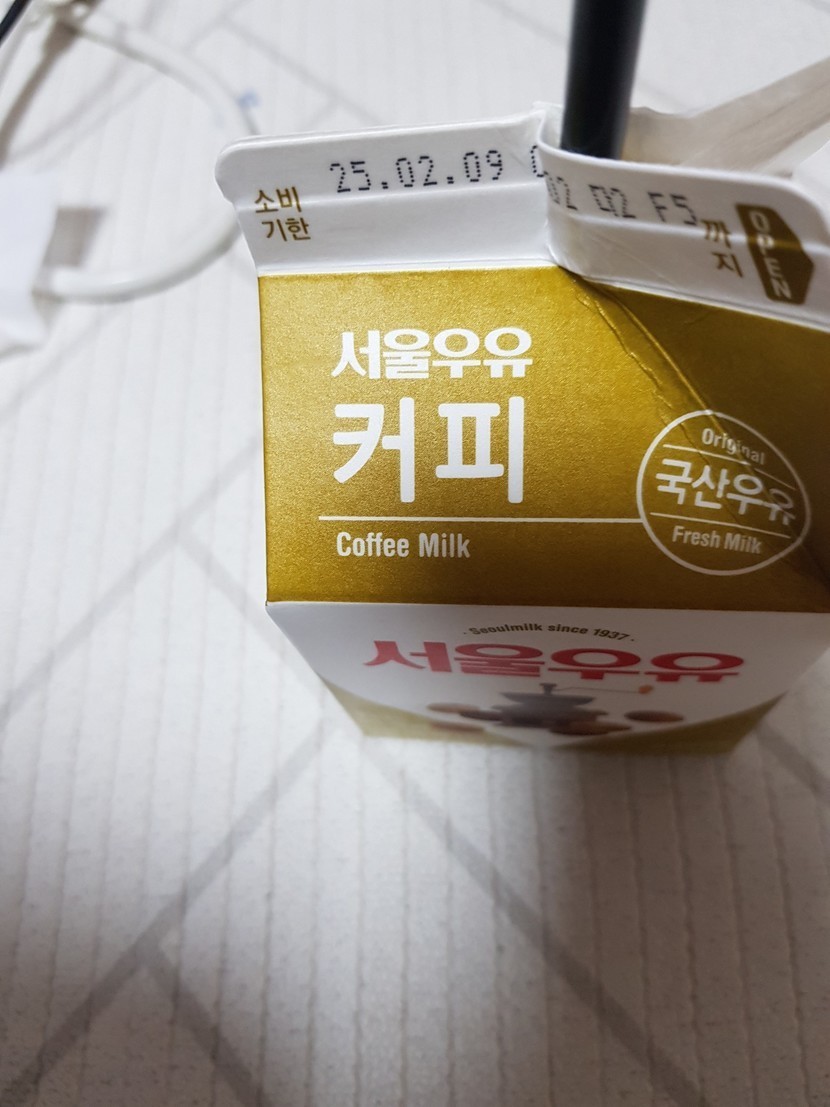 소비
기한
25.02.09
F5
까
지
OPEN
서울우유
커피
Coffee Milk
Original
국산우유
Fresh Milk
· Seoulmilk since 1937 ·
서울우유